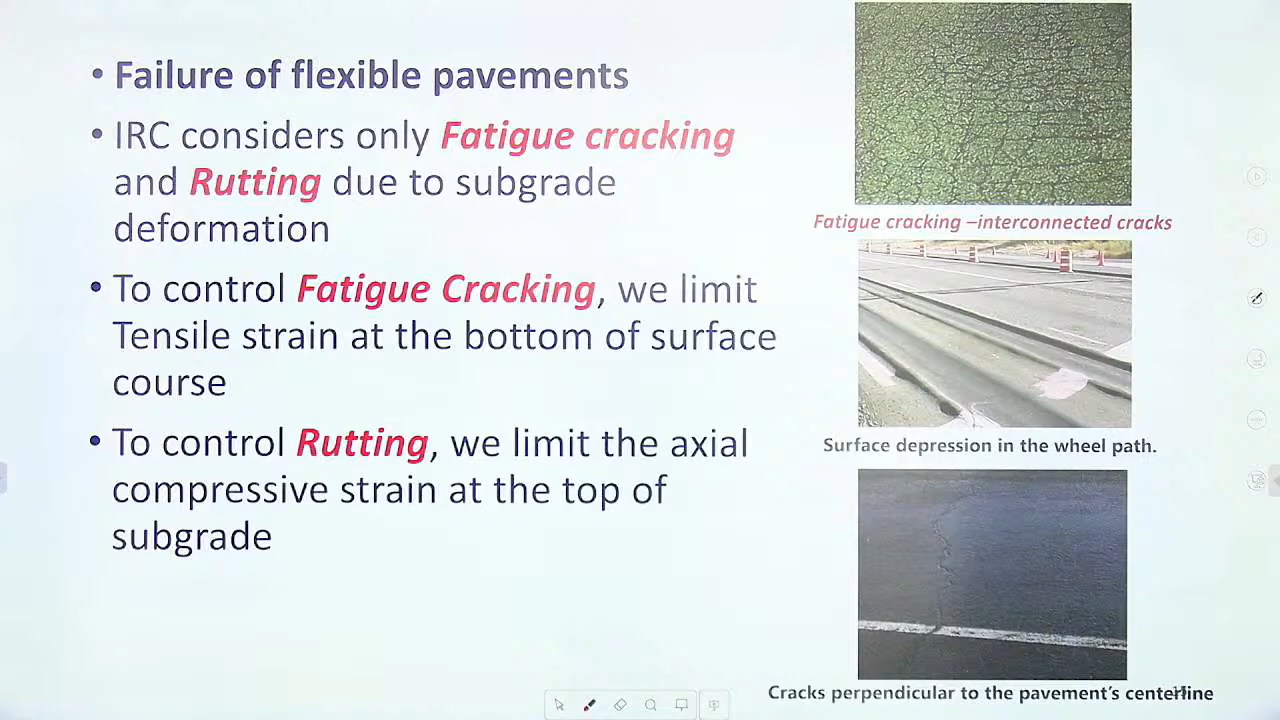 • Failure of flexible pavements
• IRC considers only Fatigue cracking
and Rutting due to subgrade
deformation
• To control Fatigue Cracking, we limit
Tensile strain at the bottom of surface
course
• To control Rutting, we limit the axial
compressive strain at the top of
subgrade
Fatigue cracking –interconnected cracks
Surface depression in the wheel path.
Cracks perpendicular to the pavement's centerline